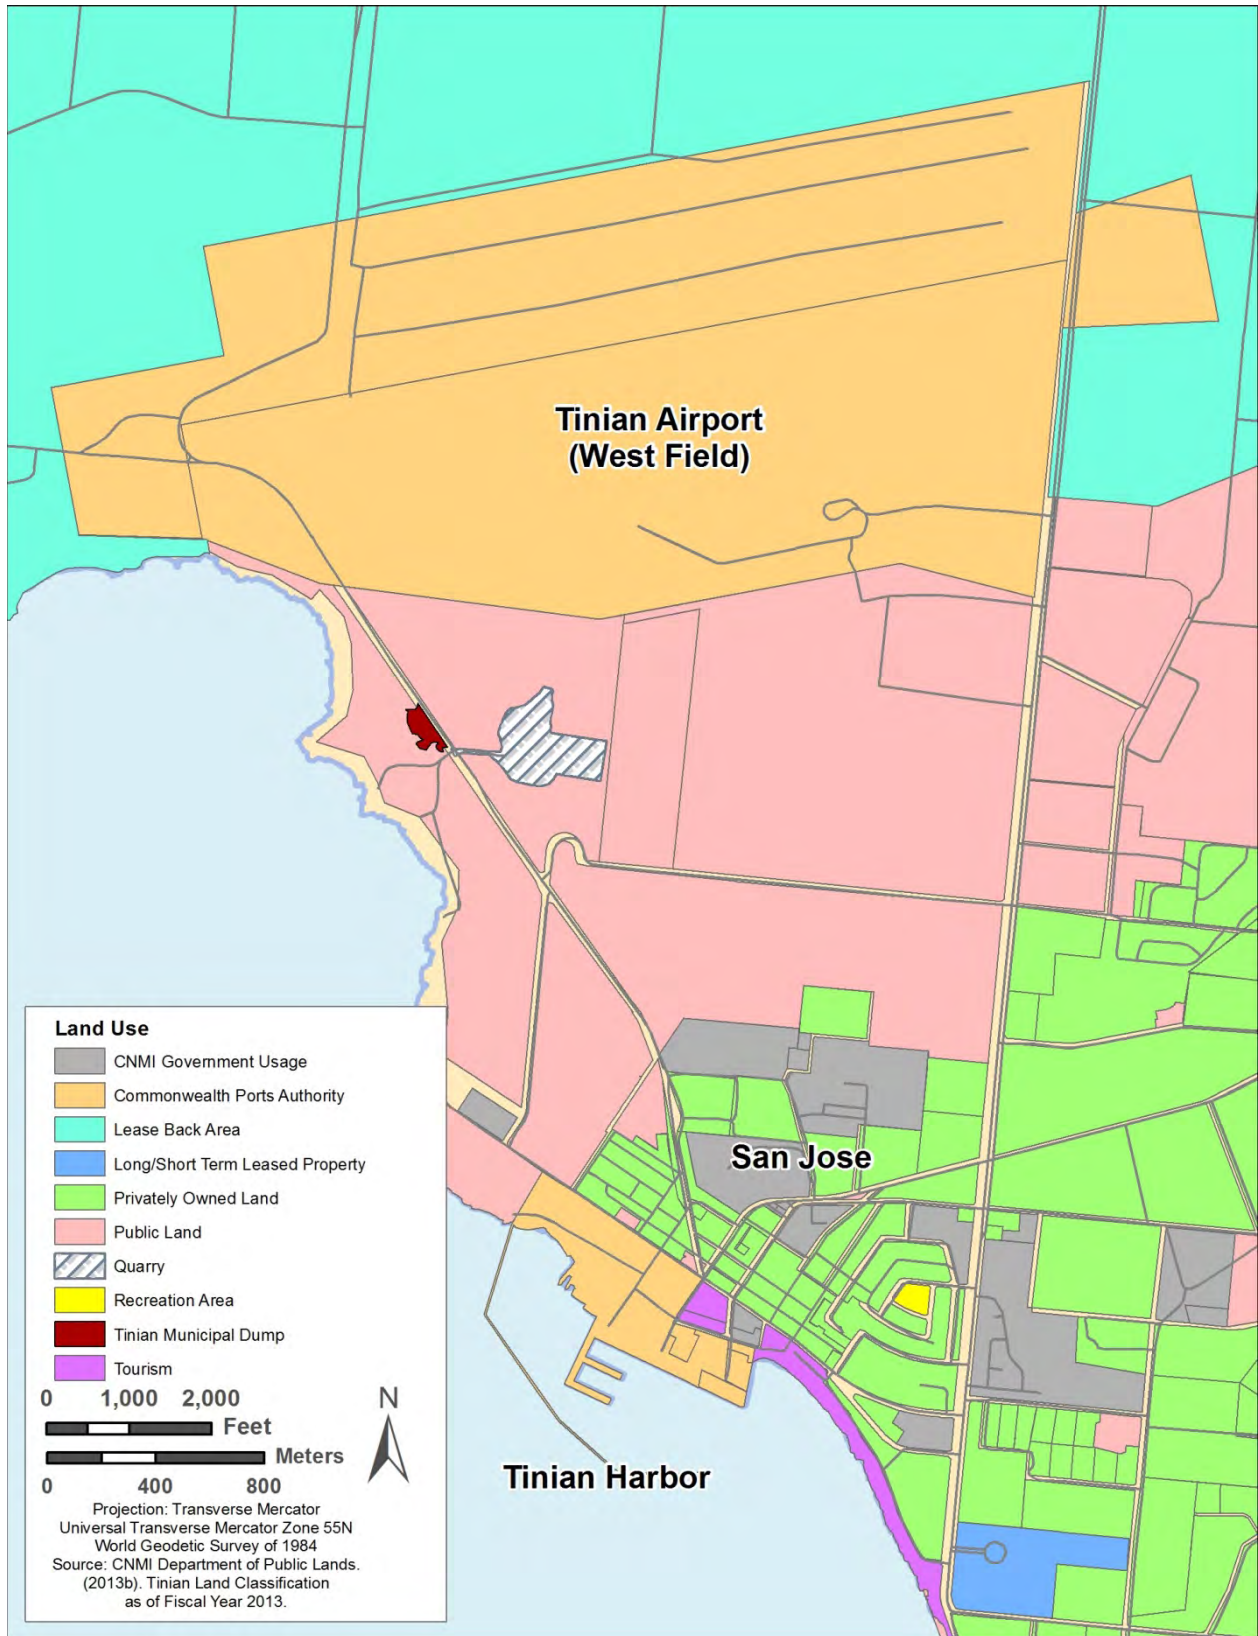 Tinian Airport
(West Field)
San Jose
Tinian Harbor
Land Use
CNMI Government Usage
Commonwealth Ports Authority
Lease Back Area
Long/Short Term Leased Property
Privately Owned Land
Public Land
Quarry
Recreation Area
Tinian Municipal Dump
Tourism
0 1,000 2,000
Feet
Meters
0 400 800
N
Projection: Transverse Mercator
Universal Transverse Mercator Zone 55N
World Geodetic Survey of 1984
Source: CNMI Department of Public Lands.
(2013b). Tinian Land Classification
as of Fiscal Year 2013.